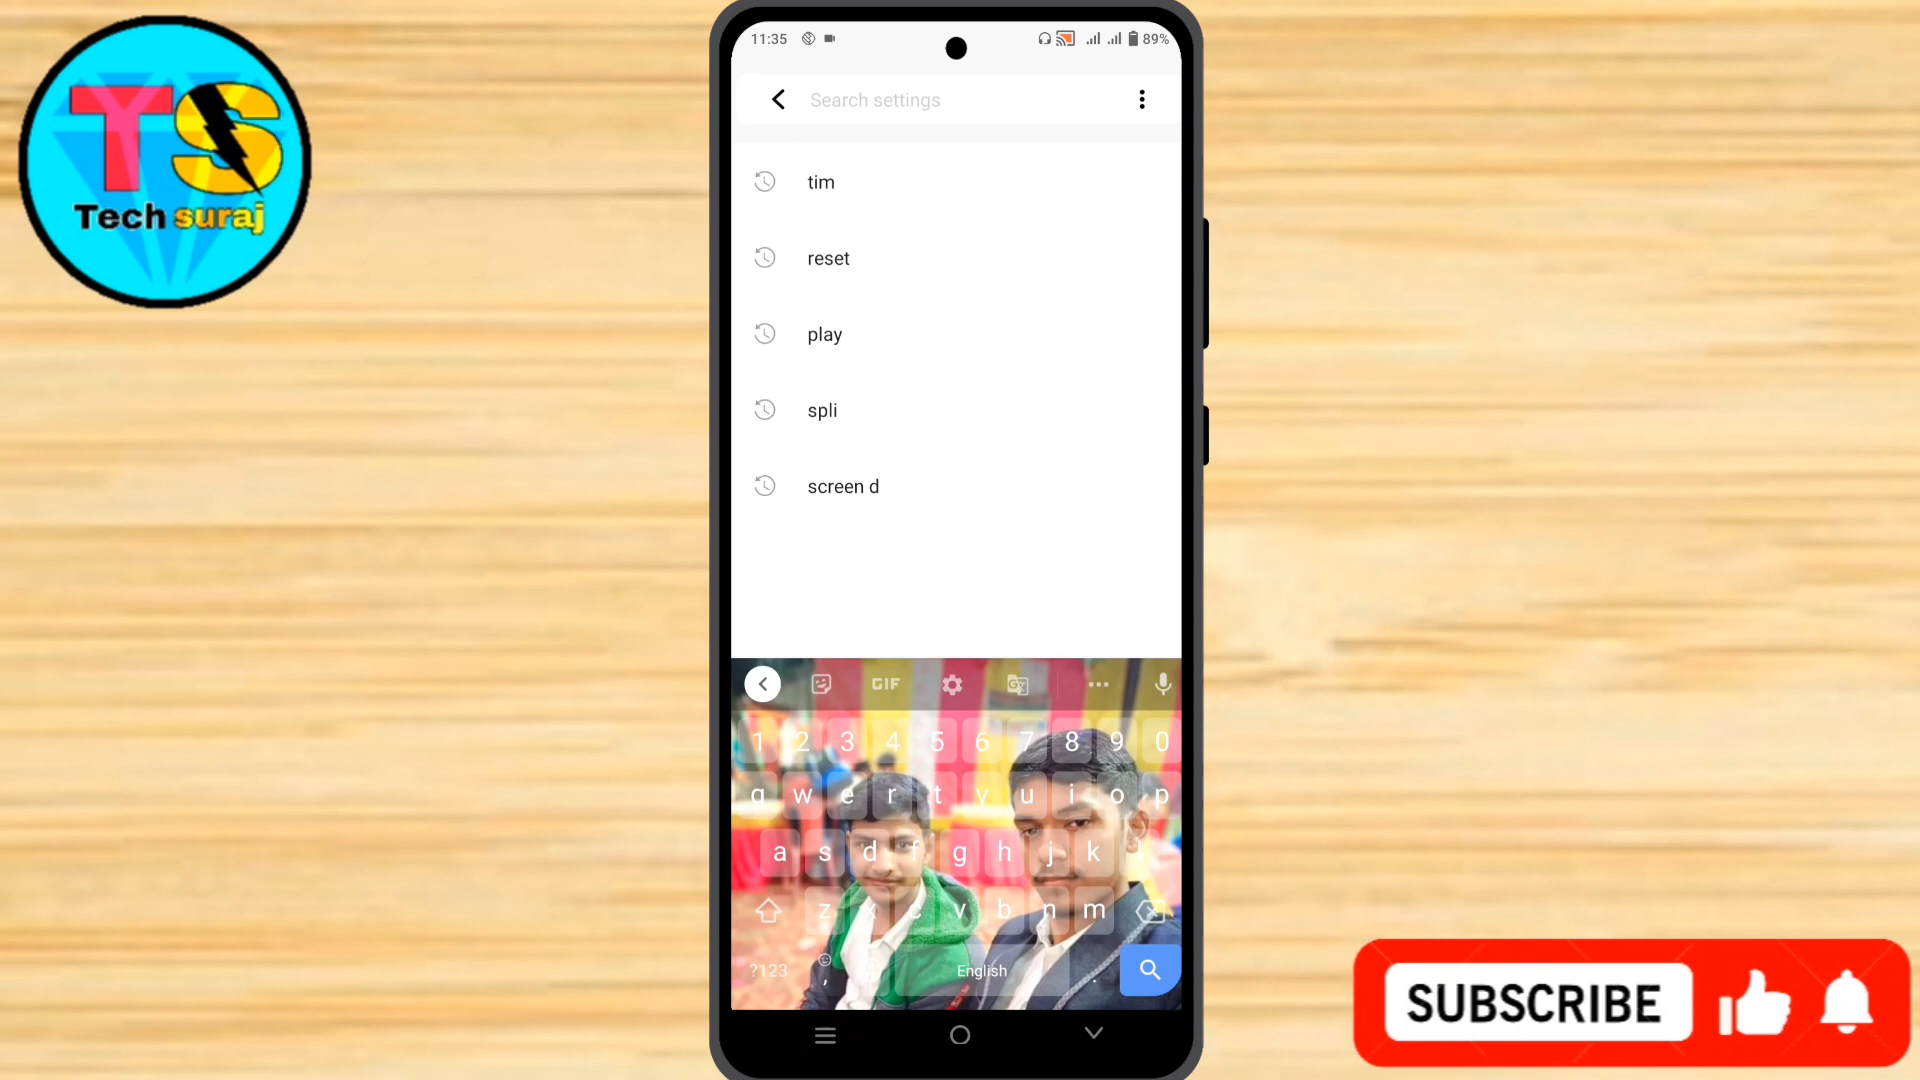 TS
Tech suraj
11:35
89%
Search settings
tim
reset
play
spli
screen d
GIF
1 2 3 4 5 6 7 8 9 0
q w e r t y u i o p
a s d f g h j k l
z x c v b n m
?123 , English .
SUBSCRIBE